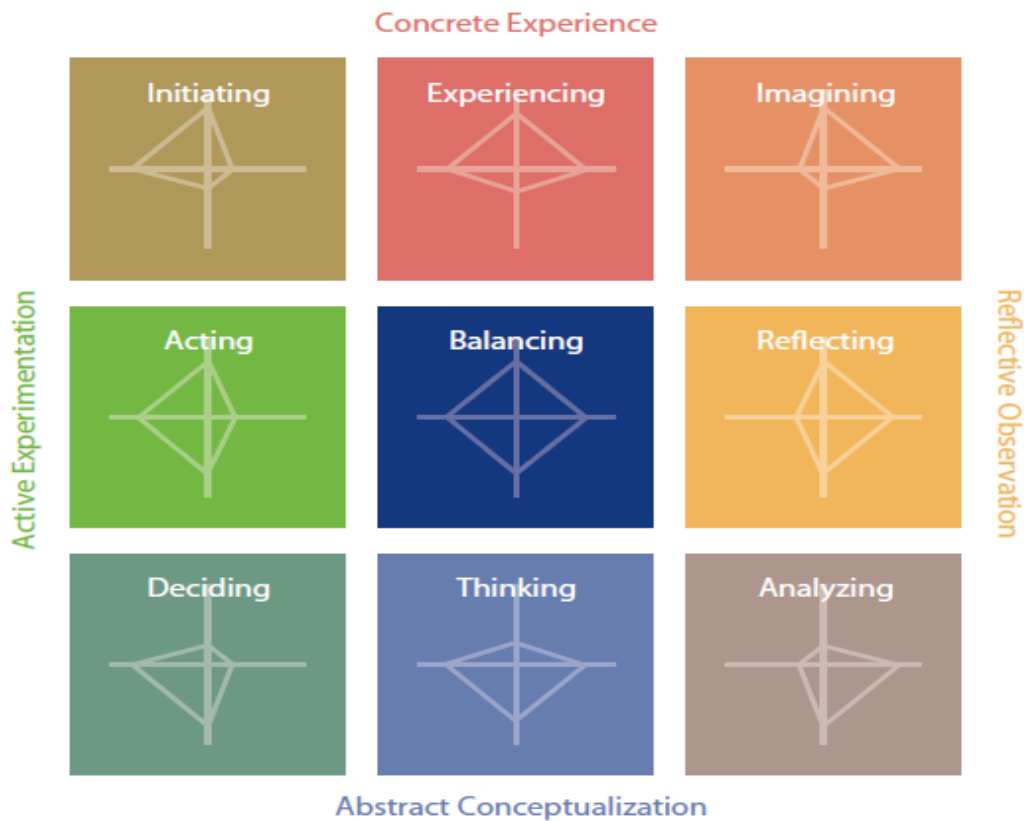 Concrete Experience
Initiating
Experiencing
Imagining
Active Experimentation
Acting
Balancing
Reflecting
Reflective Observation
Deciding
Thinking
Analyzing
Abstract Conceptualization